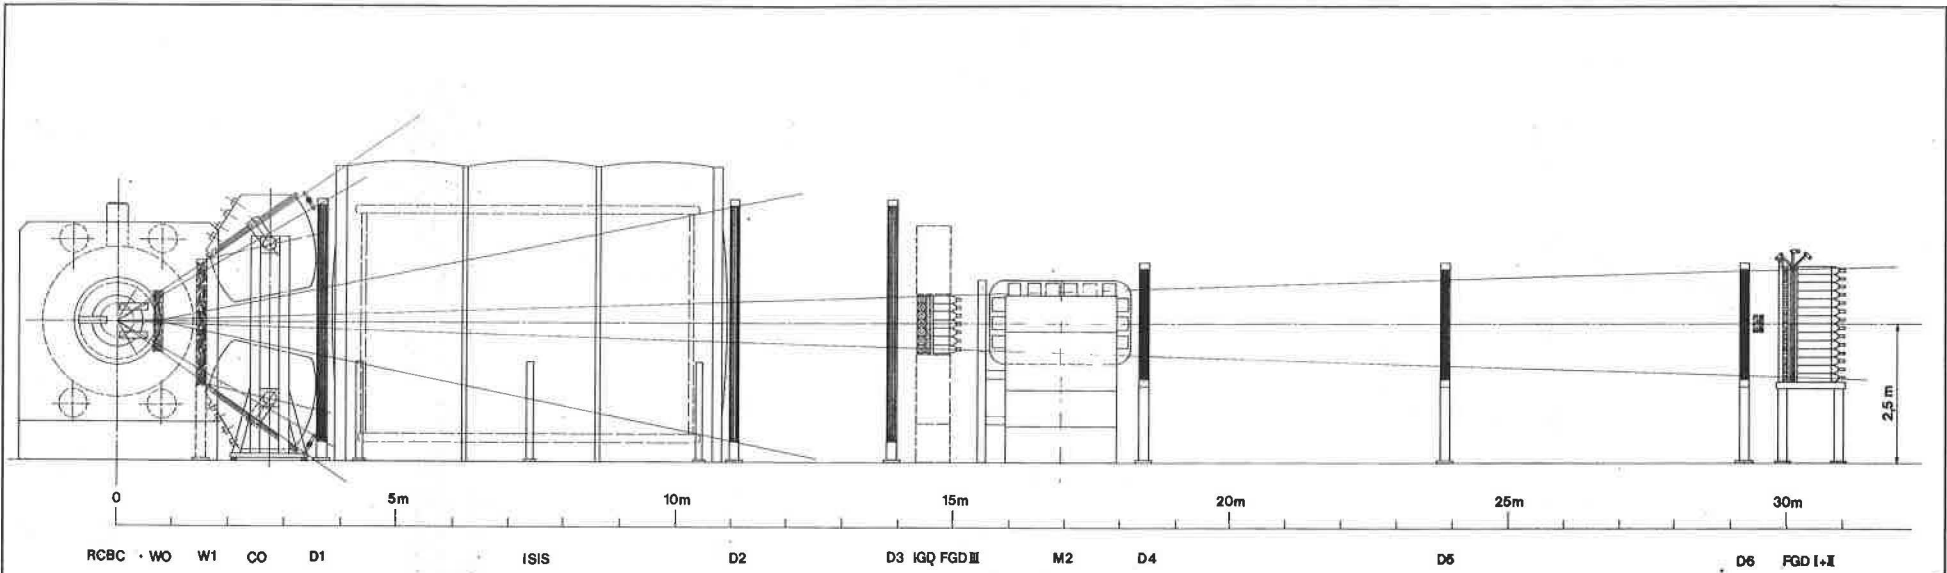 2,5 m
0 5m 10m 15m 20m 25m 30m
RCBC WO W1 CO D1 ISIS D2 D3 IGD FGD III M2 D4 D5 D6 FGD I+II